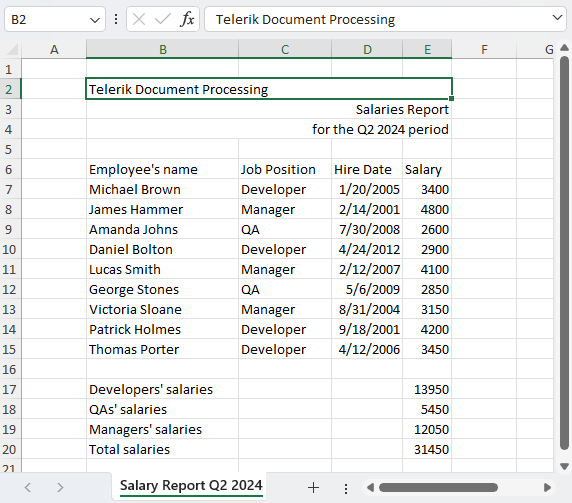 B2 fx Telerik Document Processing
A B C D E F G
1
2 Telerik Document Processing
3 Salaries Report
4 for the Q2 2024 period
5
6 Employee's name Job Position Hire Date Salary
7 Michael Brown Developer 1/20/2005 3400
8 James Hammer Manager 2/14/2001 4800
9 Amanda Johns QA 7/30/2008 2600
10 Daniel Bolton Developer 4/24/2012 2900
11 Lucas Smith Manager 2/12/2007 4100
12 George Stones QA 5/6/2009 2850
13 Victoria Sloane Manager 8/31/2004 3150
14 Patrick Holmes Developer 9/18/2001 4200
15 Thomas Porter Developer 4/12/2006 3450
16
17 Developers' salaries 13950
18 QAs' salaries 5450
19 Managers' salaries 12050
20 Total salaries 31450
21
Salary Report Q2 2024